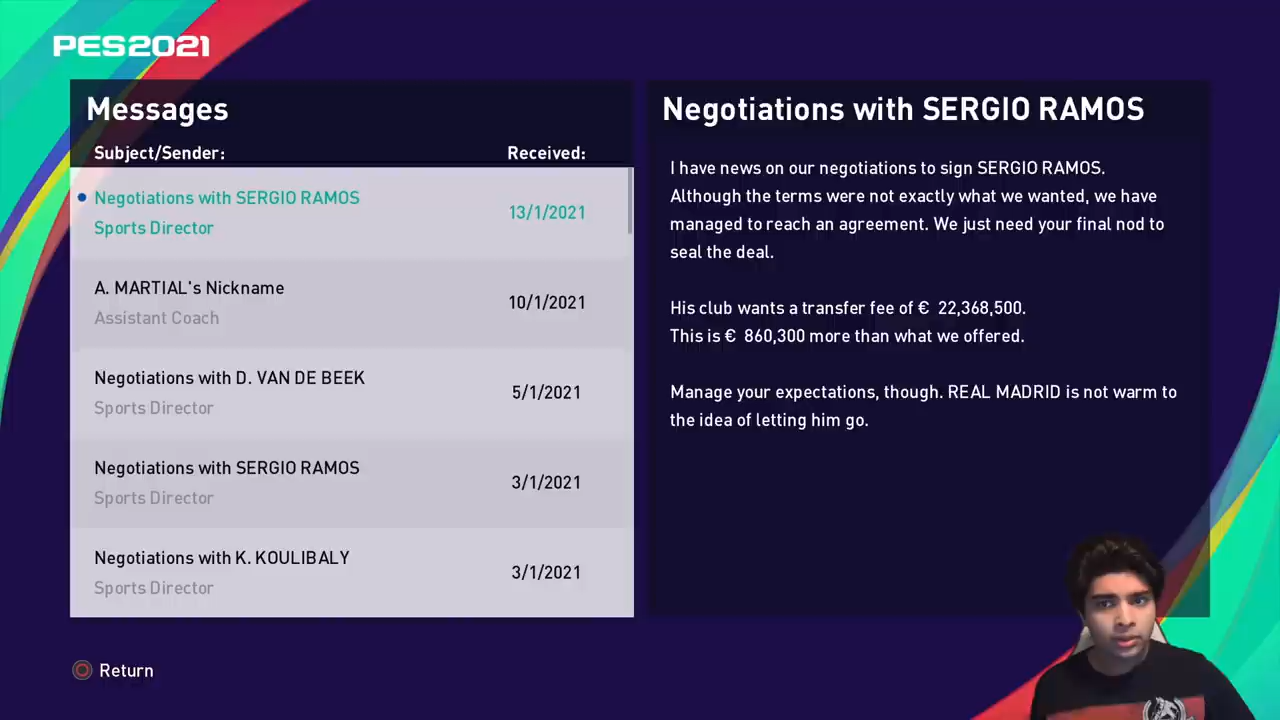 PES2021
Messages
Subject/Sender:
Received:
Negotiations with SERGIO RAMOS
Sports Director
13/1/2021
A. MARTIAL's Nickname
Assistant Coach
10/1/2021
Negotiations with D. VAN DE BEEK
Sports Director
5/1/2021
Negotiations with SERGIO RAMOS
Sports Director
3/1/2021
Negotiations with K. KOULIBALY
Sports Director
3/1/2021
Negotiations with SERGIO RAMOS
I have news on our negotiations to sign SERGIO RAMOS.
Although the terms were not exactly what we wanted, we have
managed to reach an agreement. We just need your final nod to
seal the deal.
His club wants a transfer fee of € 22,368,500.
This is € 860,300 more than what we offered.
Manage your expectations, though. REAL MADRID is not warm to
the idea of letting him go.
Return